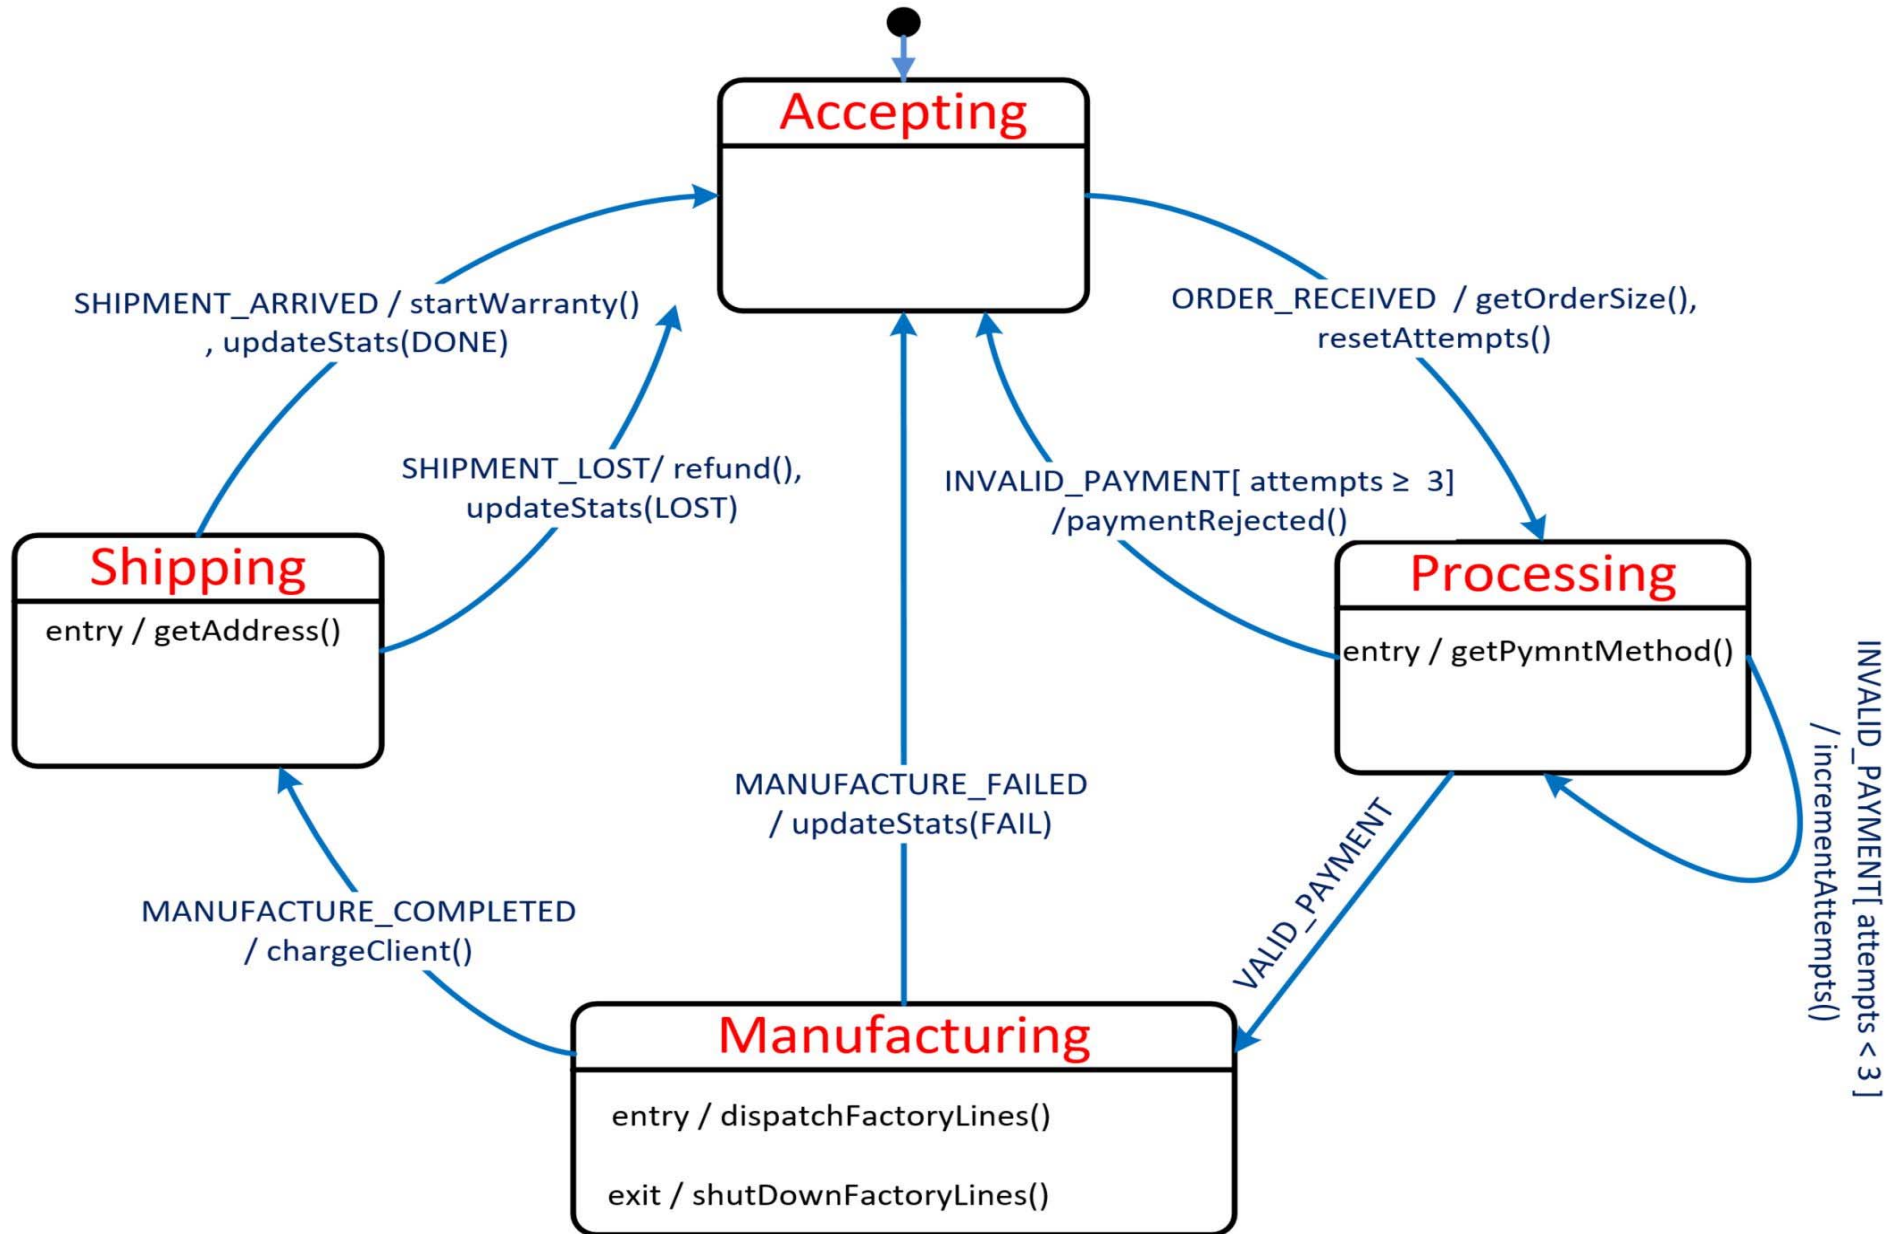 Accepting
SHIPMENT_ARRIVED / startWarranty()
, updateStats(DONE)
ORDER_RECEIVED / getOrderSize(),
resetAttempts()
SHIPMENT_LOST/ refund(),
updateStats(LOST)
INVALID_PAYMENT[ attempts ≥ 3]
/paymentRejected()
Shipping
entry / getAddress()
Processing
entry / getPymntMethod()
INVALID_PAYMENT[ attempts < 3 ]
/ incrementAttempts()
MANUFACTURE_FAILED
/ updateStats(FAIL)
VALID_PAYMENT
MANUFACTURE_COMPLETED
/ chargeClient()
Manufacturing
entry / dispatchFactoryLines()
exit / shutDownFactoryLines()